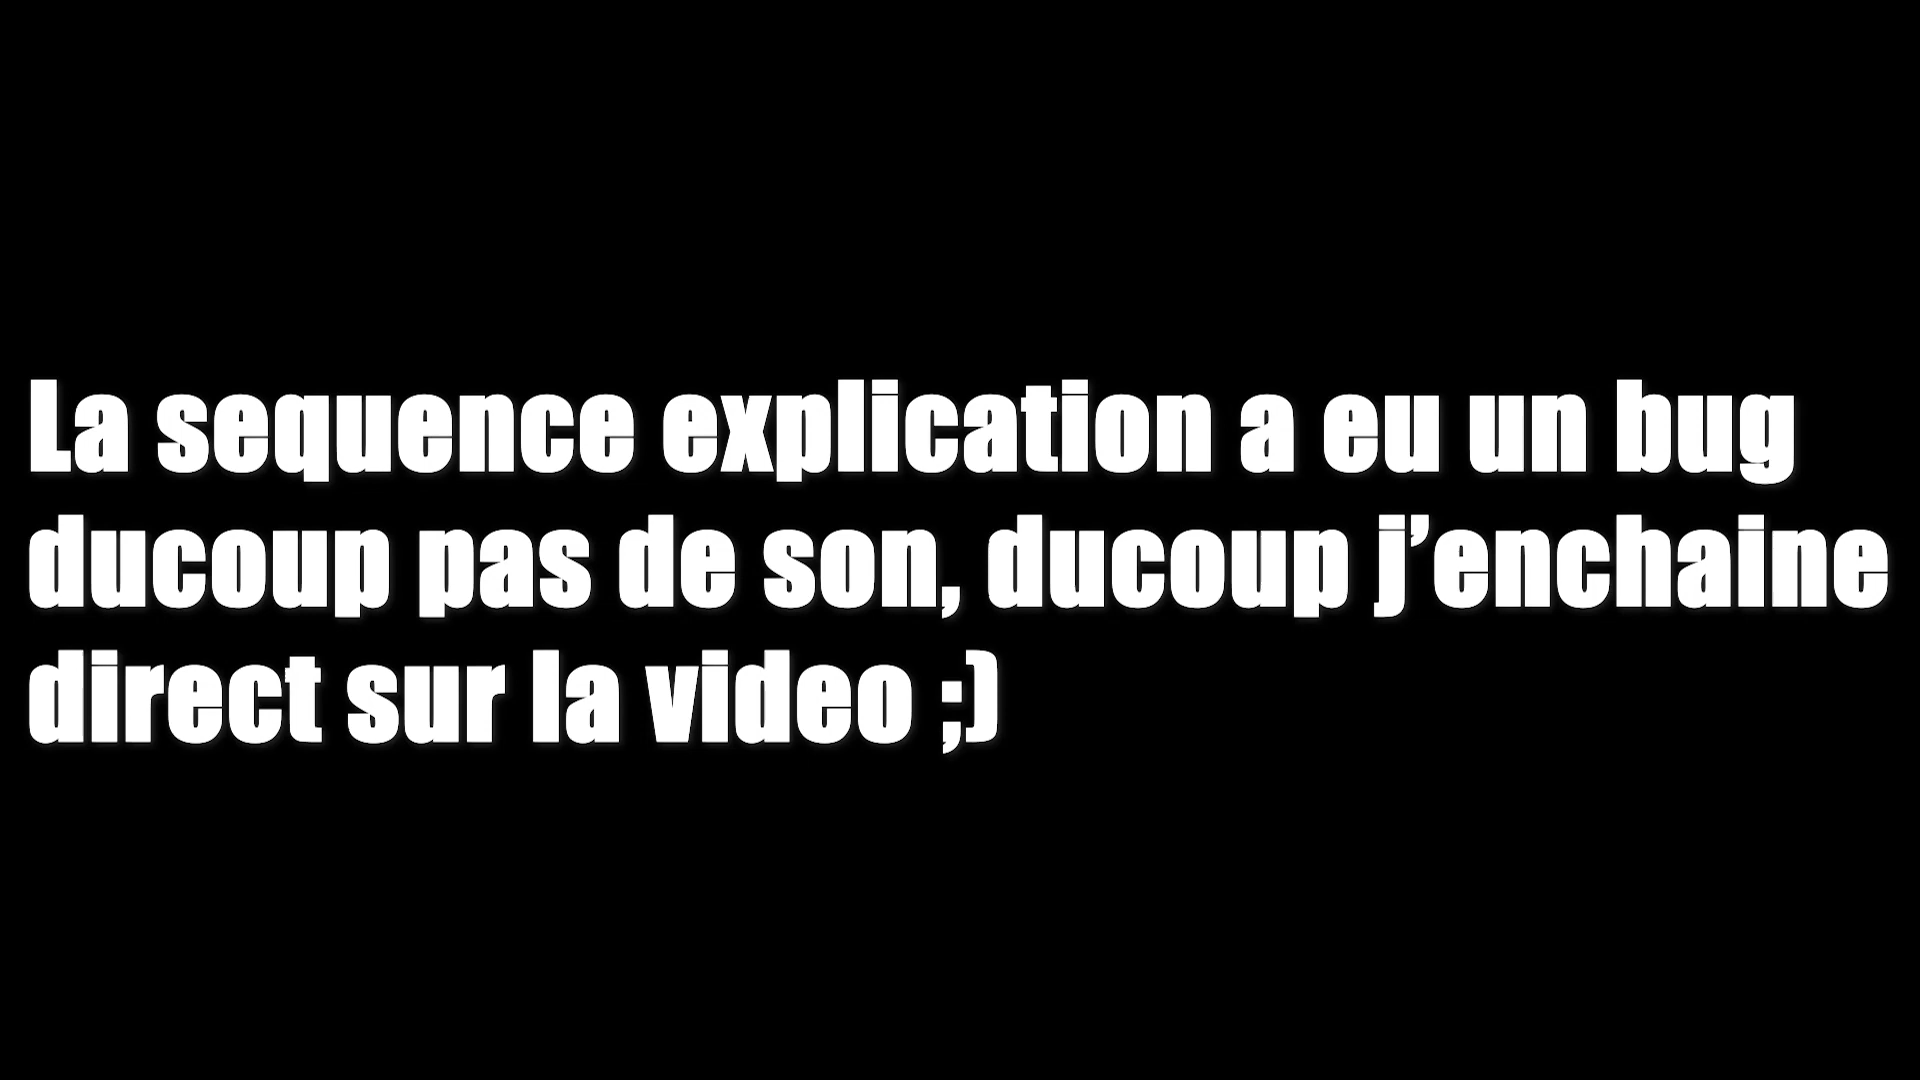 La sequence explication a eu un bug
ducoup pas de son, ducoup j’enchaine
direct sur la video ;)